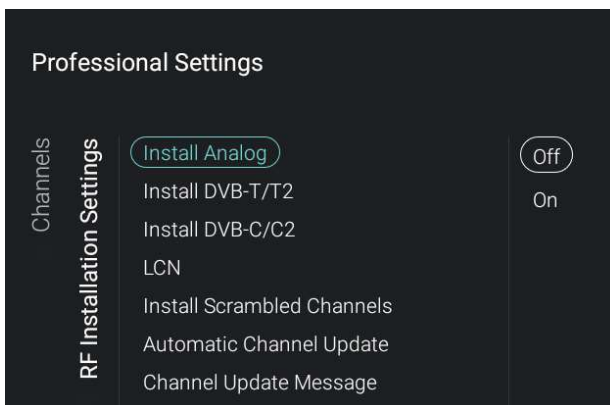 Professional Settings
Channels
RF Installation Settings
Install Analog
Install DVB-T/T2
Install DVB-C/C2
LCN
Install Scrambled Channels
Automatic Channel Update
Channel Update Message
Off
On